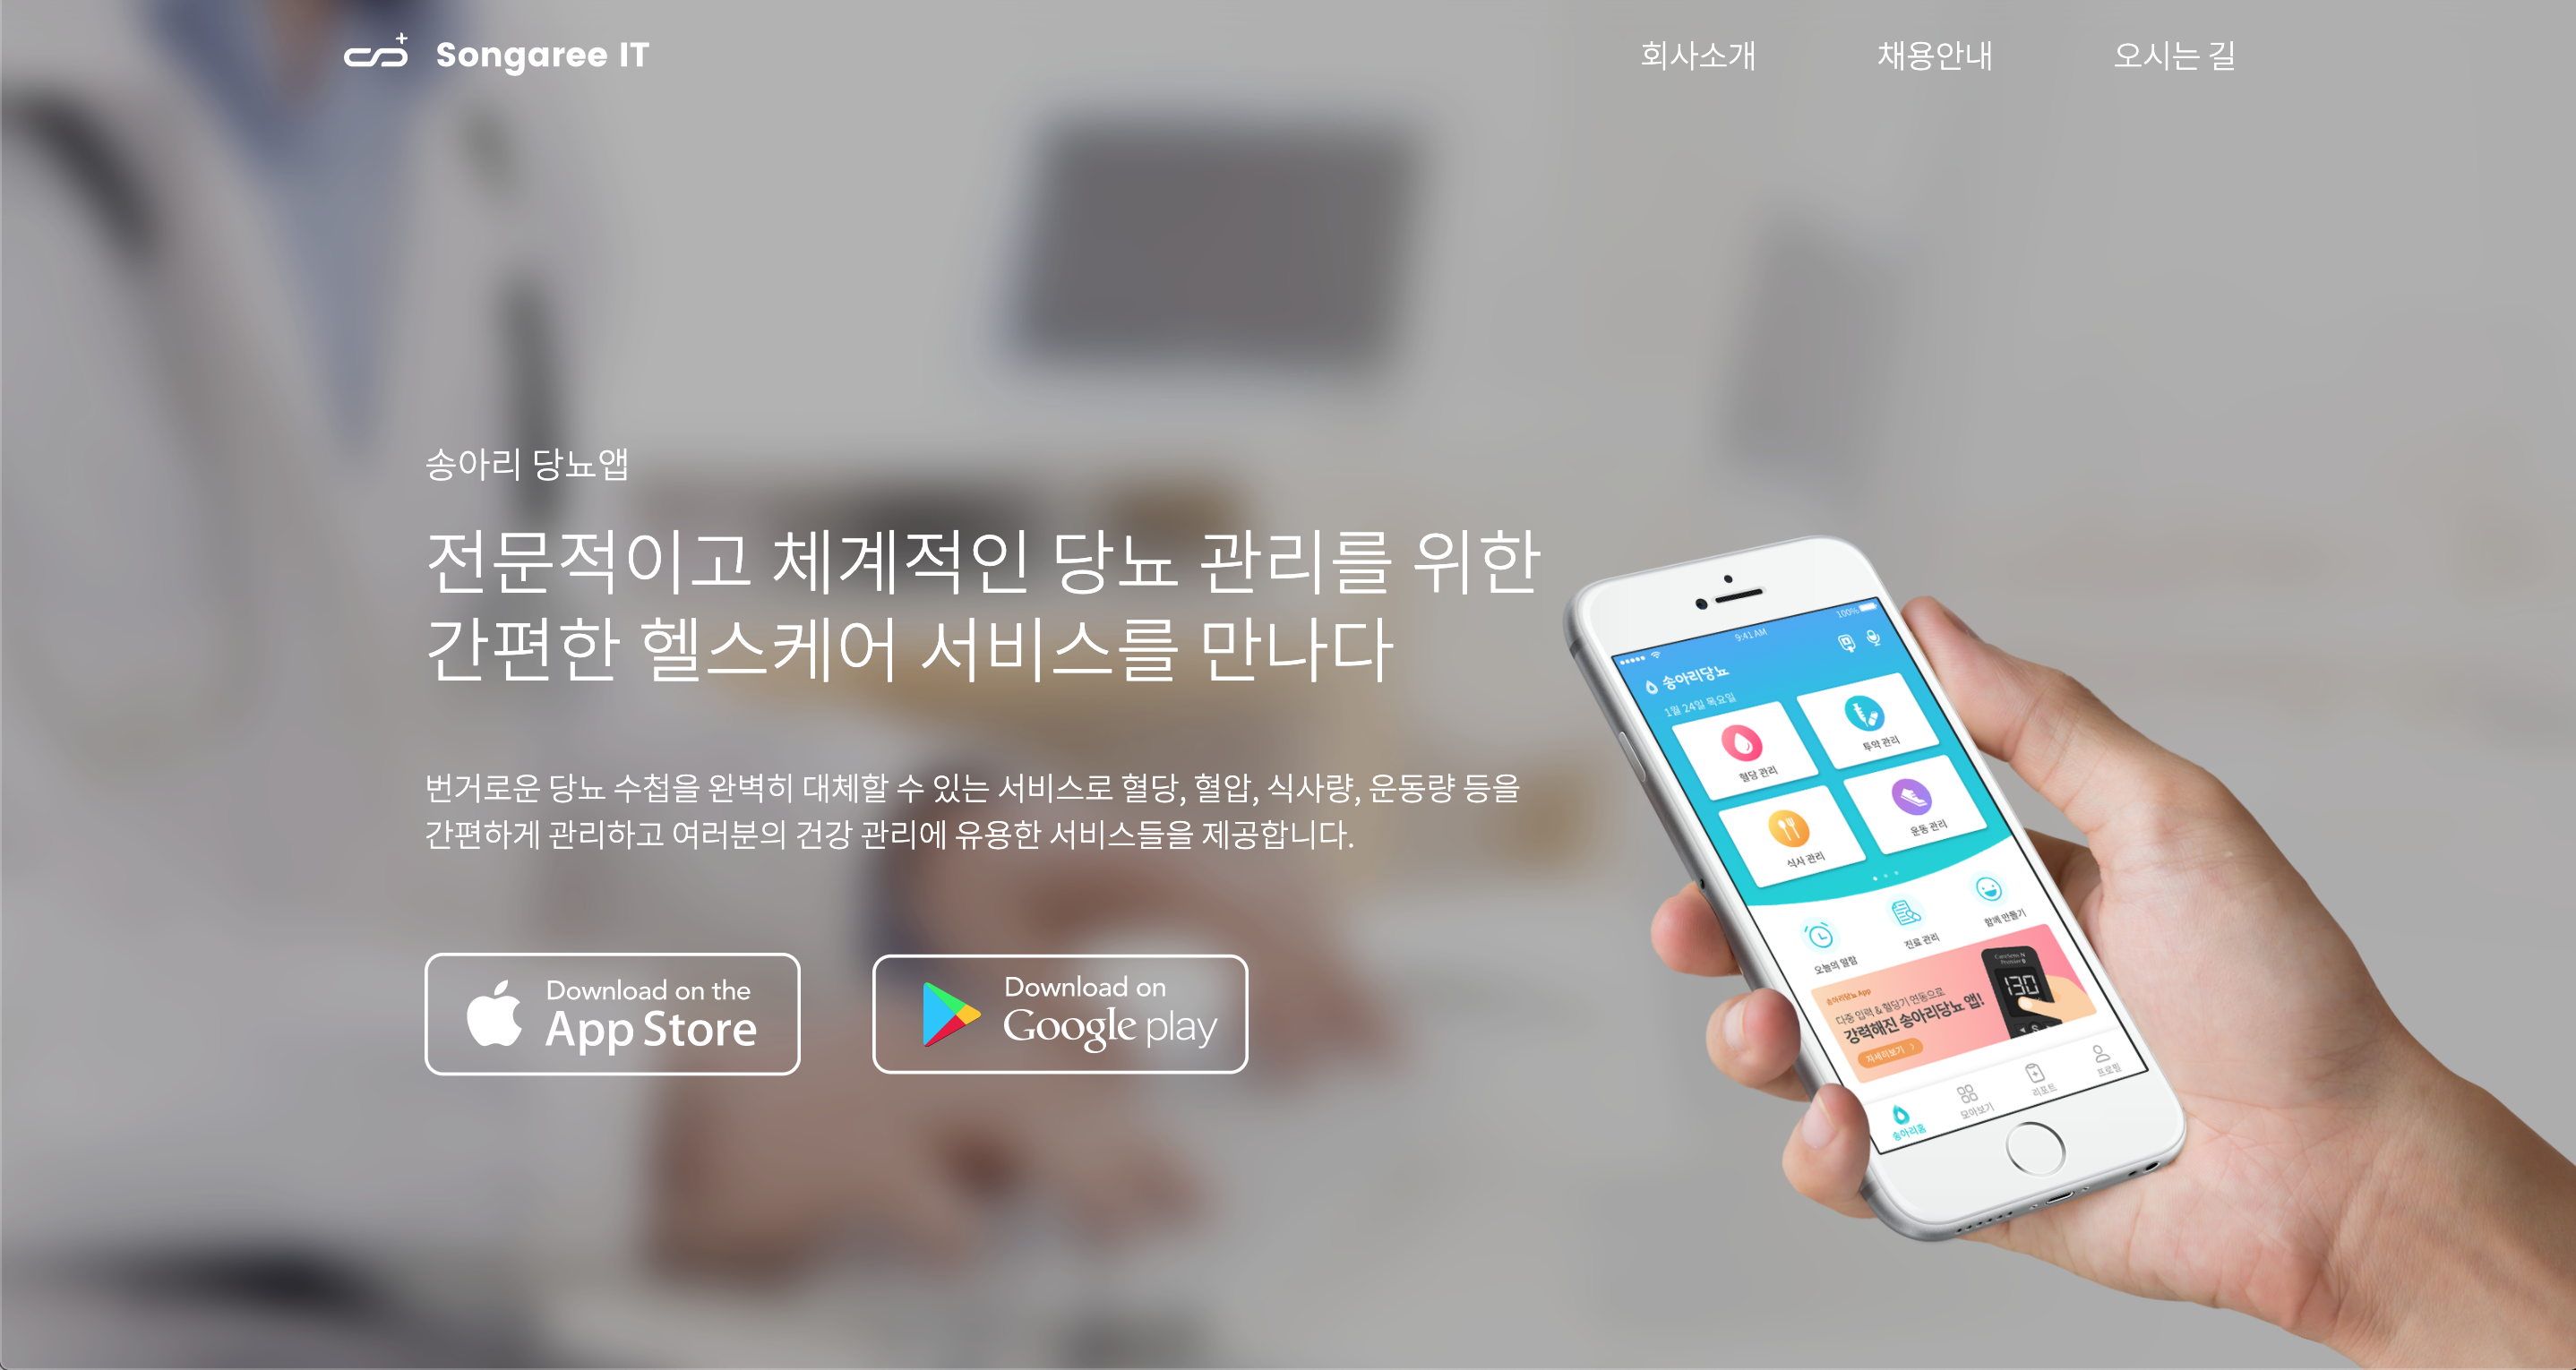 Songaree IT
회사소개
채용안내
오시는 길
송아리 당뇨앱
전문적이고 체계적인 당뇨 관리를 위한
간편한 헬스케어 서비스를 만나다
번거로운 당뇨 수첩을 완벽히 대체할 수 있는 서비스로 혈당, 혈압, 식사량, 운동량 등을
간편하게 관리하고 여러분의 건강 관리에 유용한 서비스들을 제공합니다.
Download on the
App Store
Download on
Google play
9:41 AM
100%
송아리당뇨
1월 24일 목요일
혈당 관리
투약 관리
식사 관리
운동 관리
오늘의 알람
진료 관리
함께 만들기
송아리당뇨 App
다중 입력 & 혈당기 연동으로
강력해진 송아리당뇨 앱!
자세히보기
CareSens N
Premier
130
송아리홈
모아보기
리포트
프로필